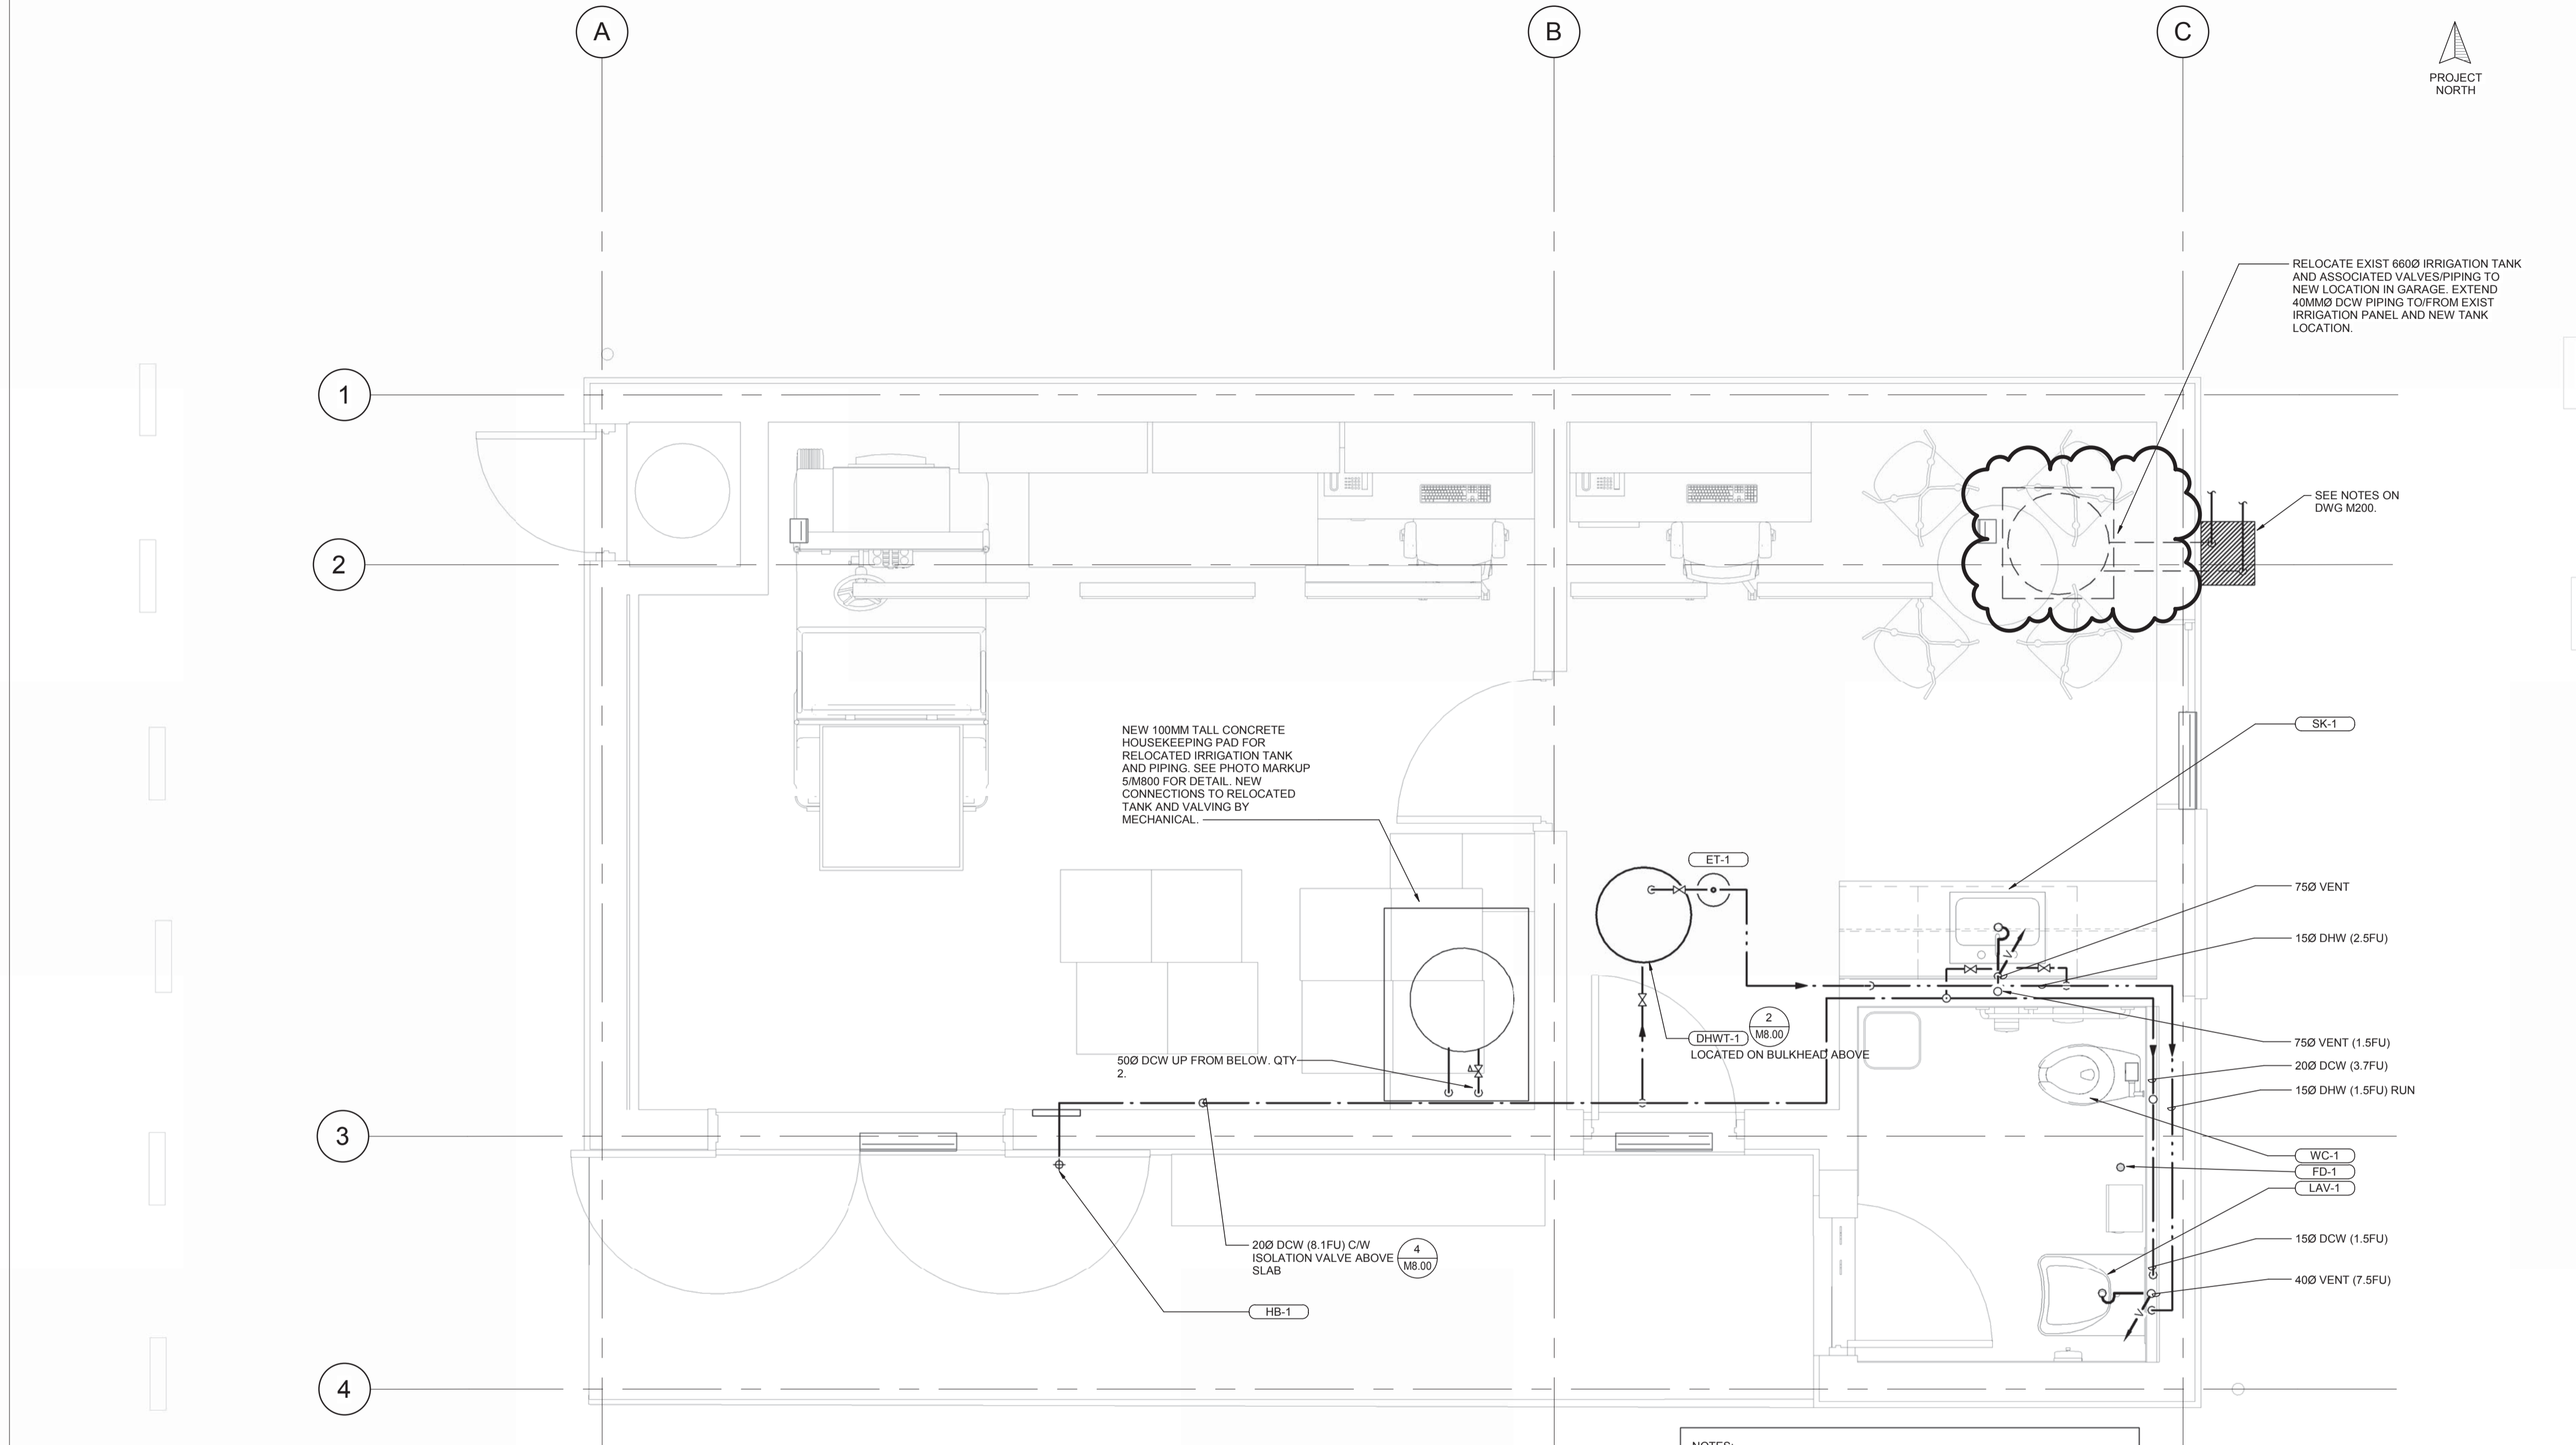 A
B
C
PROJECT
NORTH
RELOCATE EXIST 660Ø IRRIGATION TANK
AND ASSOCIATED VALVES/PIPING TO
NEW LOCATION IN GARAGE. EXTEND
40MMØ DCW PIPING TO/FROM EXIST
IRRIGATION PANEL AND NEW TANK
LOCATION.
1
SEE NOTES ON
DWG M200.
2
SK-1
NEW 100MM TALL CONCRETE
HOUSEKEEPING PAD FOR
RELOCATED IRRIGATION TANK
AND PIPING. SEE PHOTO MARKUP
5/M800 FOR DETAIL. NEW
CONNECTIONS TO RELOCATED
TANK AND VALVING BY
MECHANICAL.
ET-1
75Ø VENT
15Ø DHW (2.5FU)
V
2
M8.00
DHWT-1
LOCATED ON BULKHEAD ABOVE
50Ø DCW UP FROM BELOW. QTY
2.
75Ø VENT (1.5FU)
20Ø DCW (3.7FU)
15Ø DHW (1.5FU) RUN
3
WC-1
FD-1
LAV-1
20Ø DCW (8.1FU) C/W
ISOLATION VALVE ABOVE
SLAB
4
M8.00
15Ø DCW (1.5FU)
40Ø VENT (7.5FU)
V
HB-1
4
NOTES: